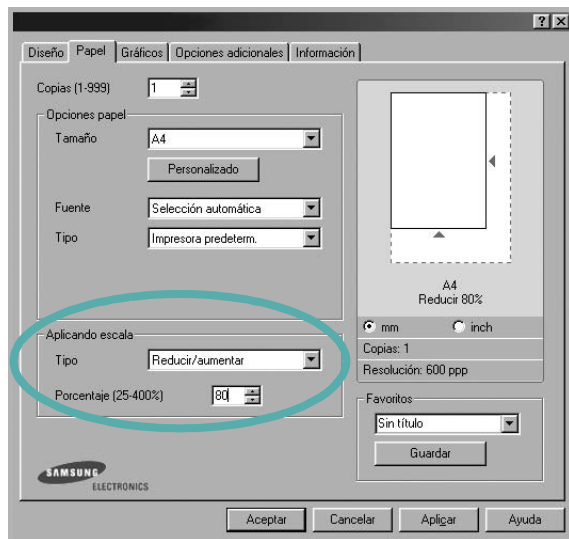 ? ×
Diseño Papel Gráficos Opciones adicionales Información
Copias (1-999) 1
Opciones papel
Tamaño A4
Personalizado
Fuente Selección automática
Tipo Impresora predeterm.
Aplicando escala
Tipo Reducir/aumentar
Porcentaje (25-400%) 80
SAMSUNG
ELECTRONICS
A4
Reducir 80%
mm inch
Copias: 1
Resolución: 600 ppp
Favoritos
Sin título
Guardar
Aceptar Cancelar Aplicar Ayuda